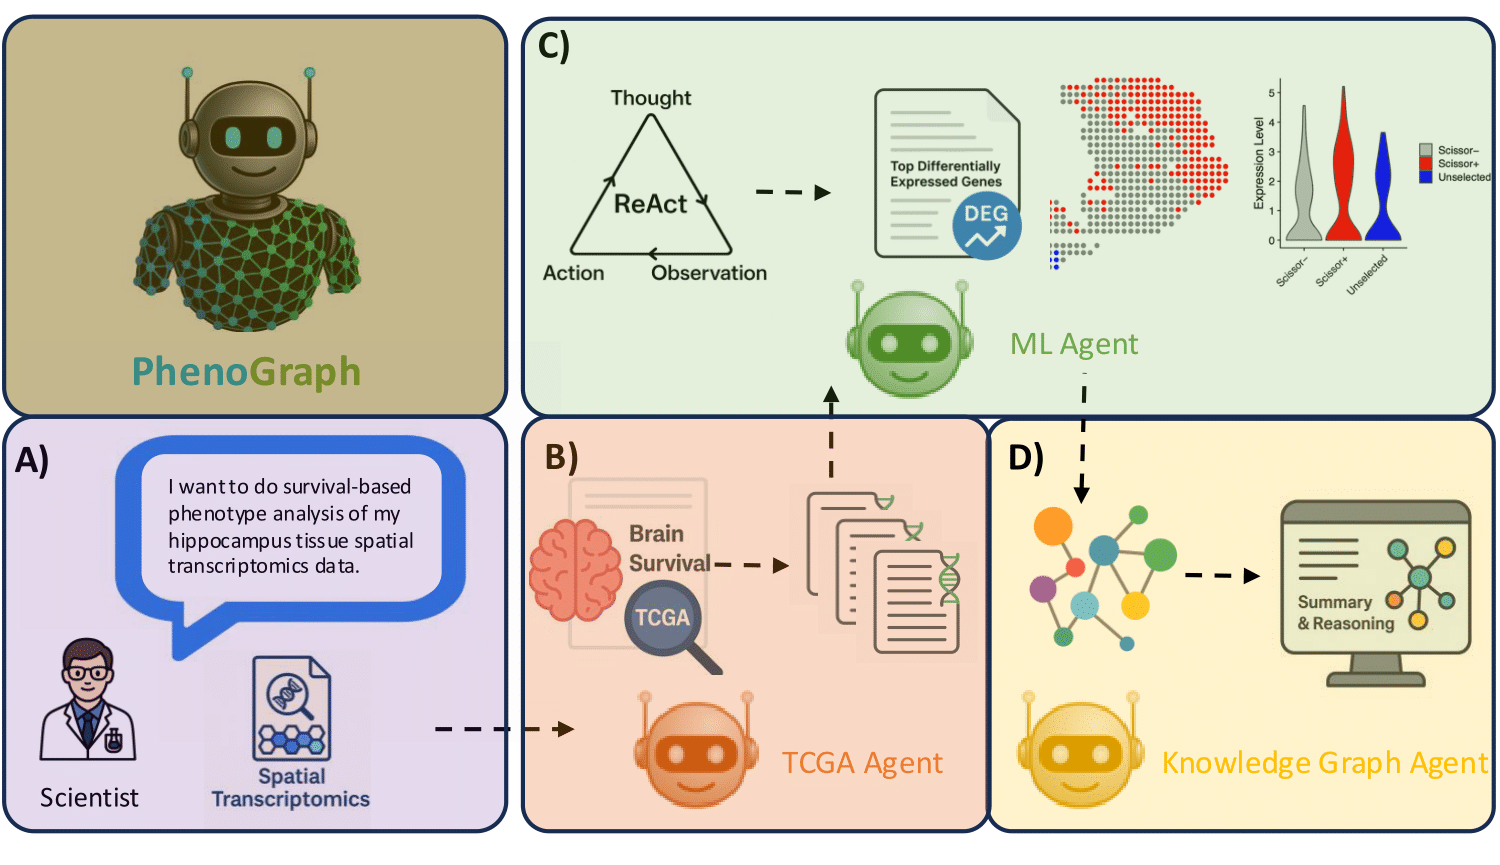 PhenoGraph
A)
I want to do survival-based
phenotype analysis of my
hippocampus tissue spatial
transcriptomics data.
Scientist
Spatial
Transcriptomics
B)
Brain
Survival
TCGA
TCGA Agent
C)
Thought
ReAct
Action
Observation
Top Differentially
Expressed Genes
DEG
Expression Level
5
4
3
2
1
0
Scissor–
Scissor+
Unselected
Scissor–
Scissor+
Unselected
ML Agent
D)
Summary
& Reasoning
Knowledge Graph Agent